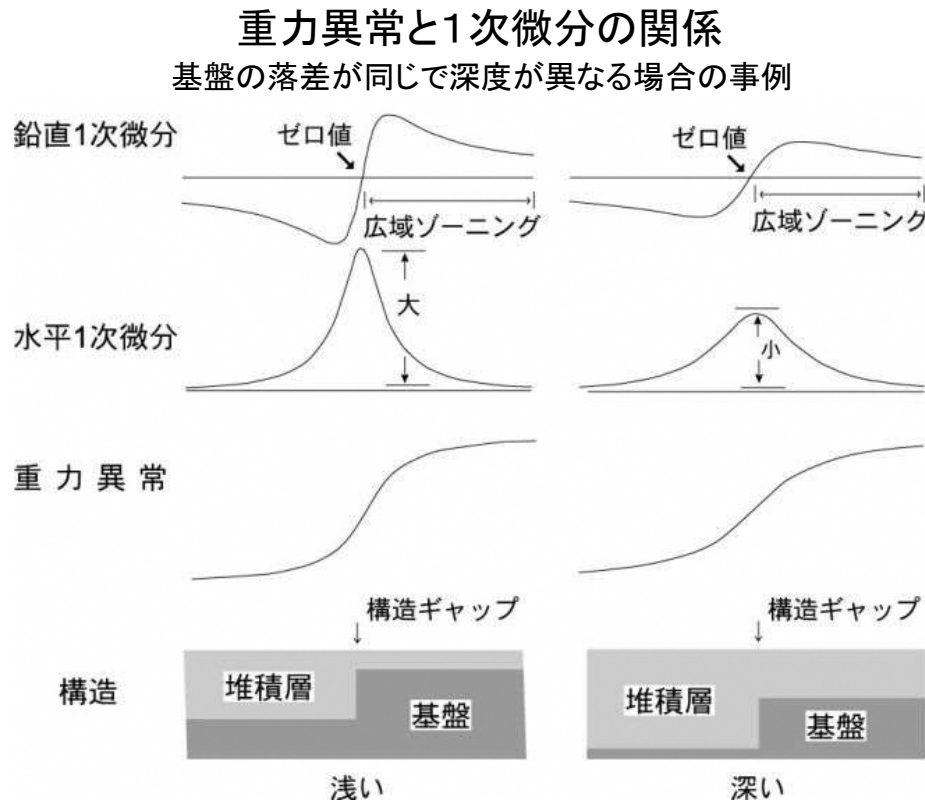 重力異常と1次微分の関係
基盤の落差が同じで深度が異なる場合の事例
鉛直1次微分
ゼロ値
ゼロ値
広域ゾーニング
広域ゾーニング
水平1次微分
大
小
重力異常
構造ギャップ
構造ギャップ
構造
堆積層
基盤
堆積層
基盤
浅い
深い